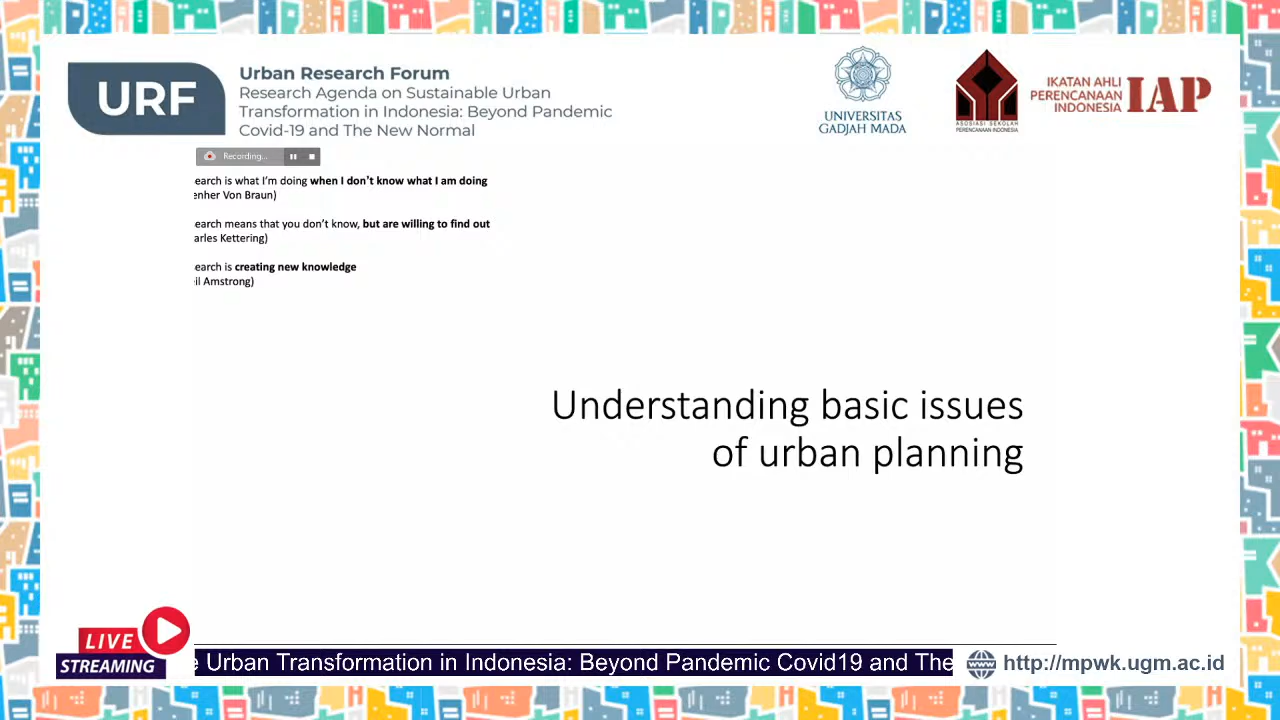 URF
Urban Research Forum
Research Agenda on Sustainable Urban
Transformation in Indonesia: Beyond Pandemic
Covid-19 and The New Normal
UNIVERSITAS
GADJAH MADA
ASOSIASI SEKOLAH
PERENCANAAN INDONESIA
IKATAN AHLI
PERENCANAAN
INDONESIA
IAP
Recording...
earch is what I'm doing when I don't know what I am doing
enher Von Braun)
earch means that you don't know, but are willing to find out
arles Kettering)
earch is creating new knowledge
il Amstrong)
Understanding basic issues
of urban planning
LIVE
STREAMING
e Urban Transformation in Indonesia: Beyond Pandemic Covid19 and The
http://mpwk.ugm.ac.id